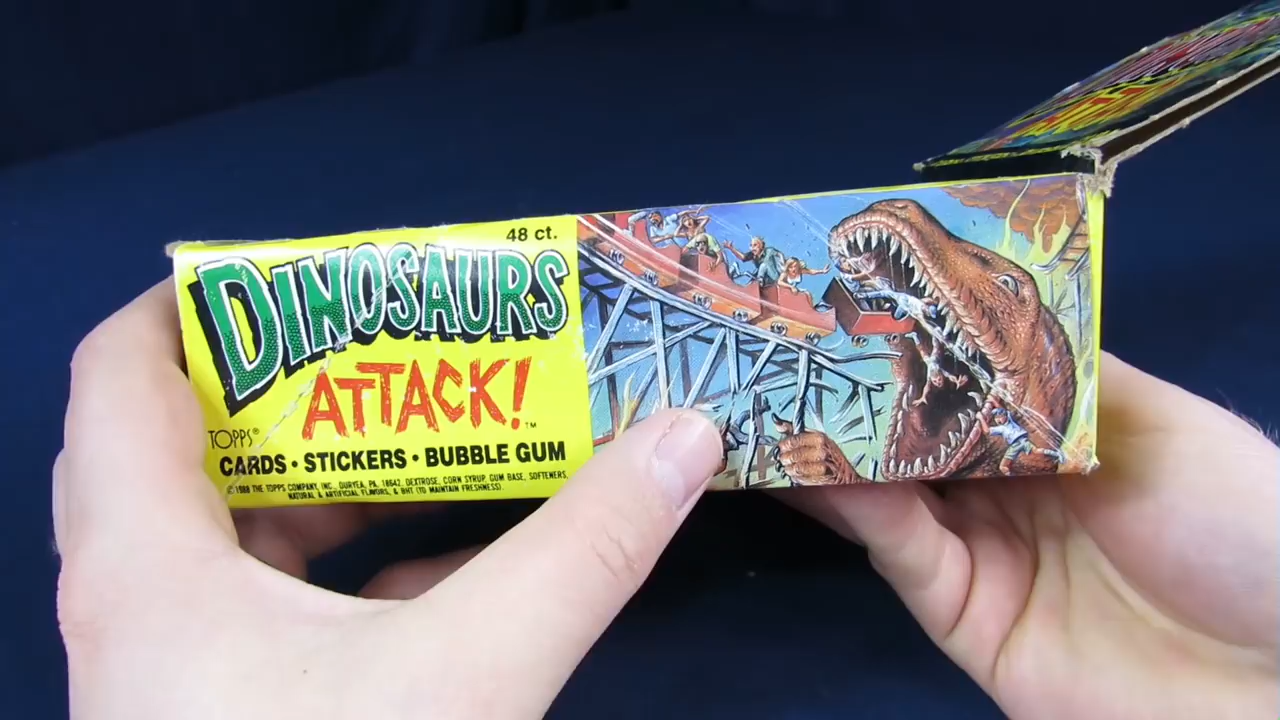 48 ct.
DINOSAURS
ATTACK!™
TOPPS®
CARDS • STICKERS • BUBBLE GUM
© 1988 THE TOPPS COMPANY, INC., DURYEA, PA. 18642, DEXTROSE, CORN SYRUP, GUM BASE, SOFTENERS,
NATURAL & ARTIFICIAL FLAVORS, & BHT (TO MAINTAIN FRESHNESS).